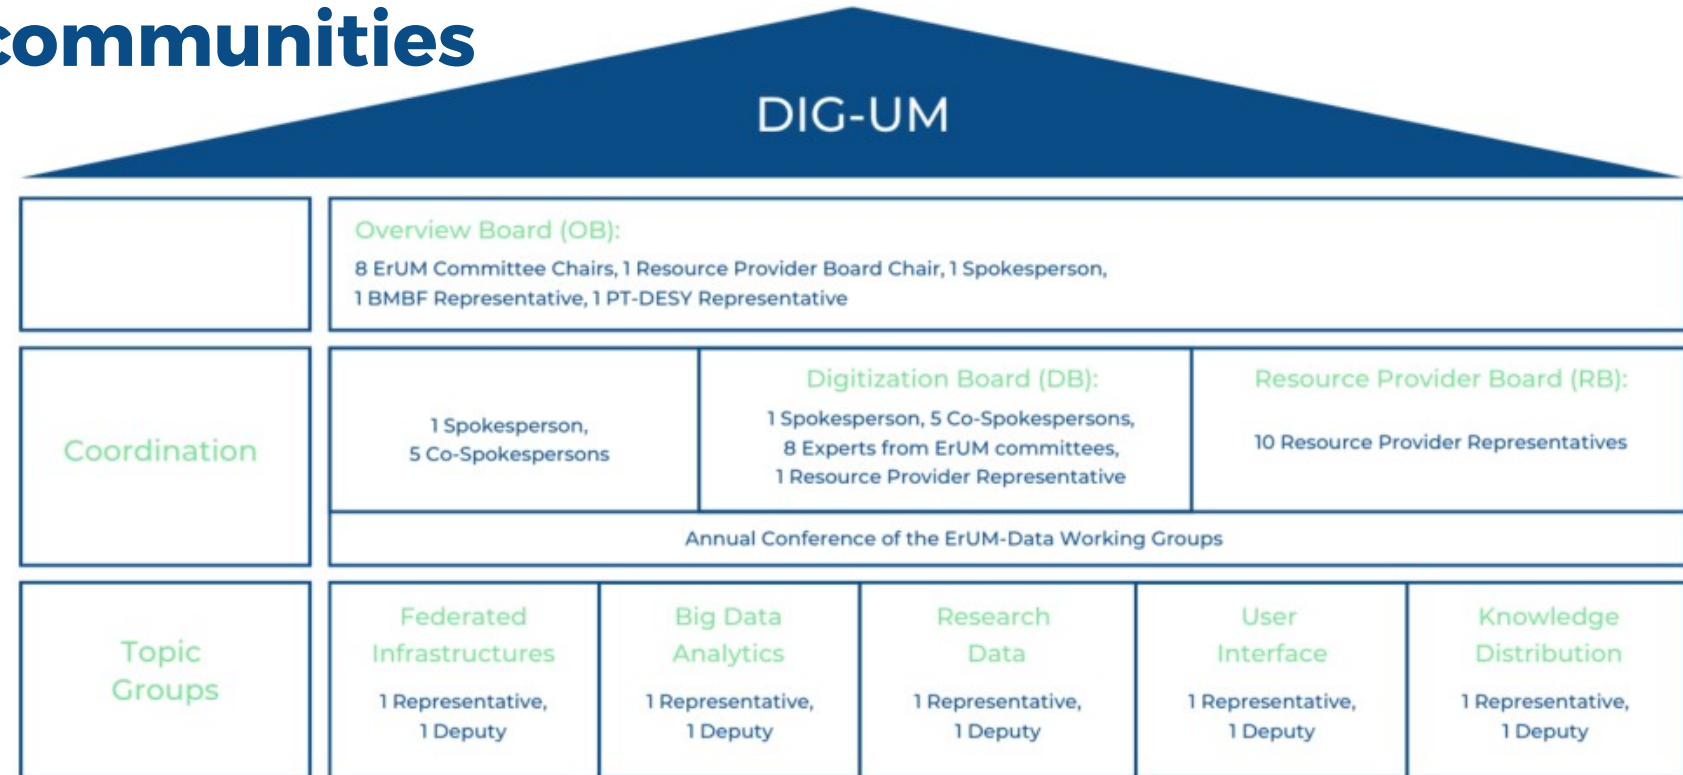 communities
DIG-UM
Overview Board (OB):
8 ErUM Committee Chairs, 1 Resource Provider Board Chair, 1 Spokesperson,
1 BMBF Representative, 1 PT-DESY Representative
Coordination
1 Spokesperson,
5 Co-Spokespersons
Digitization Board (DB):
1 Spokesperson, 5 Co-Spokespersons,
8 Experts from ErUM committees,
1 Resource Provider Representative
Resource Provider Board (RB):
10 Resource Provider Representatives
Annual Conference of the ErUM-Data Working Groups
Topic
Groups
Federated
Infrastructures
1 Representative,
1 Deputy
Big Data
Analytics
1 Representative,
1 Deputy
Research
Data
1 Representative,
1 Deputy
User
Interface
1 Representative,
1 Deputy
Knowledge
Distribution
1 Representative,
1 Deputy